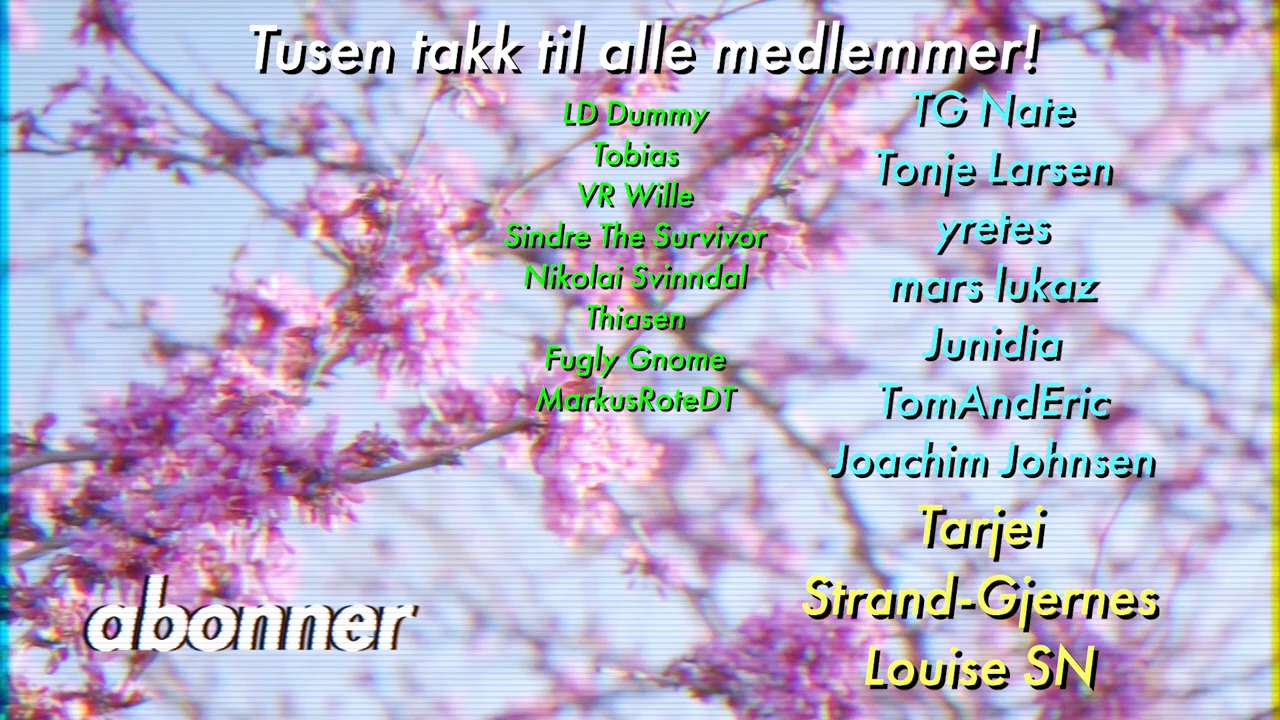 Tusen takk til alle medlemmer!
LD Dummy
Tobias
VR Wille
Sindre The Survivor
Nikolai Svinndal
Thiasen
Fugly Gnome
MarkusRoteDT
TG Nate
Tonje Larsen
yretes
mars lukaz
Junidia
TomAndEric
Joachim Johnsen
Tarjei
Strand-Gjernes
Louise SN
abonner